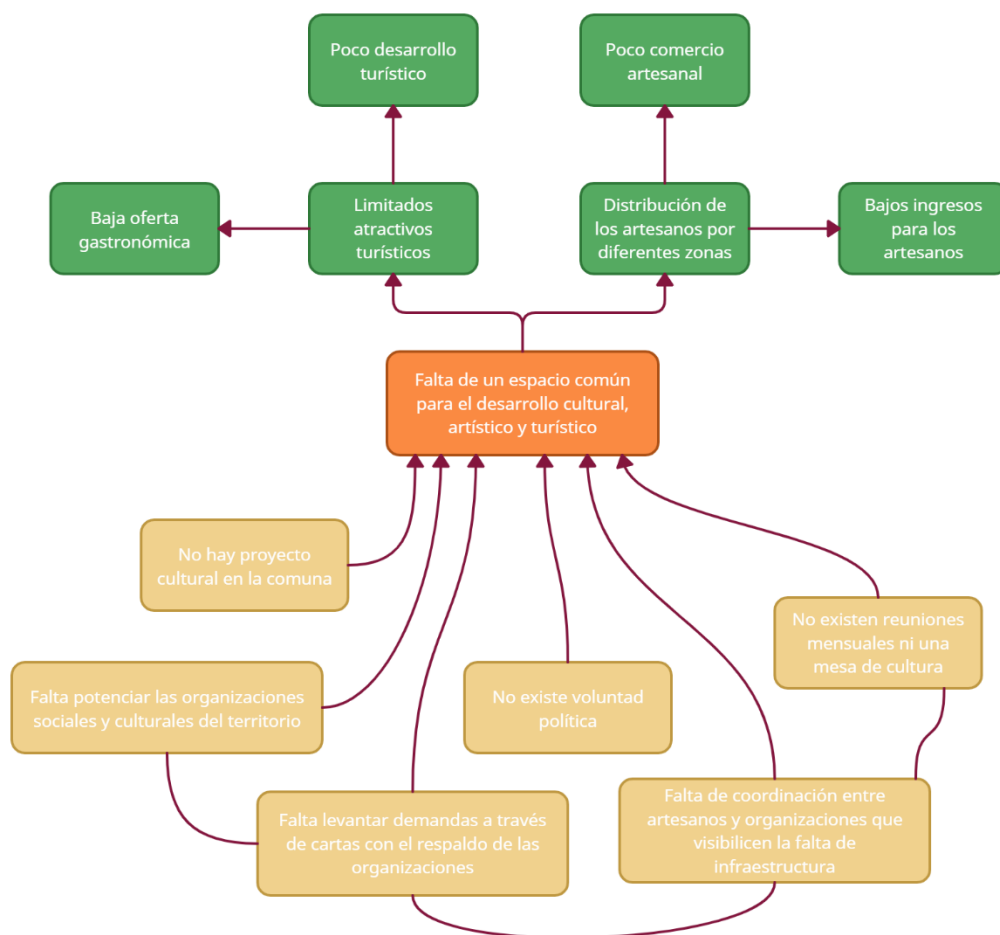 Poco desarrollo
turístico
Poco comercio
artesanal
Baja oferta
gastronómica
Limitados
atractivos
turísticos
Distribución de
los artesanos por
diferentes zonas
Bajos ingresos
para los
artesanos
Falta de un espacio común
para el desarrollo cultural,
artístico y turístico
No hay proyecto
cultural en la comuna
No existen reuniones
mensuales ni una
mesa de cultura
Falta potenciar las organizaciones
sociales y culturales del territorio
No existe voluntad
política
Falta levantar demandas a través
de cartas con el respaldo de las
organizaciones
Falta de coordinación entre
artesanos y organizaciones que
visibilicen la falta de
infraestructura